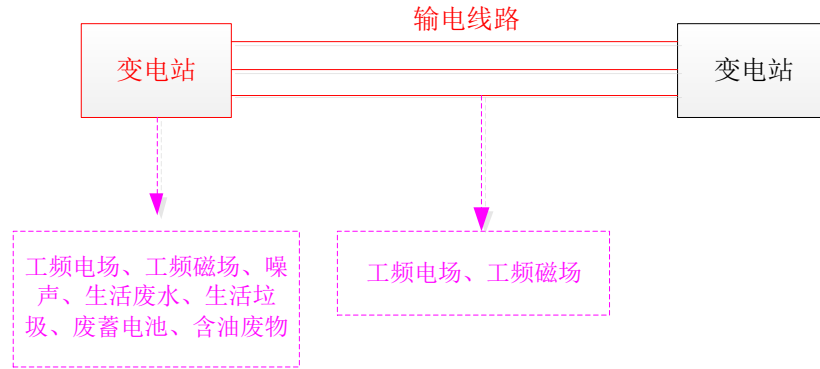 输电线路
变电站
变电站
工频电场、工频磁场、噪
声、生活废水、生活垃
圾、废蓄电池、含油废物
工频电场、工频磁场